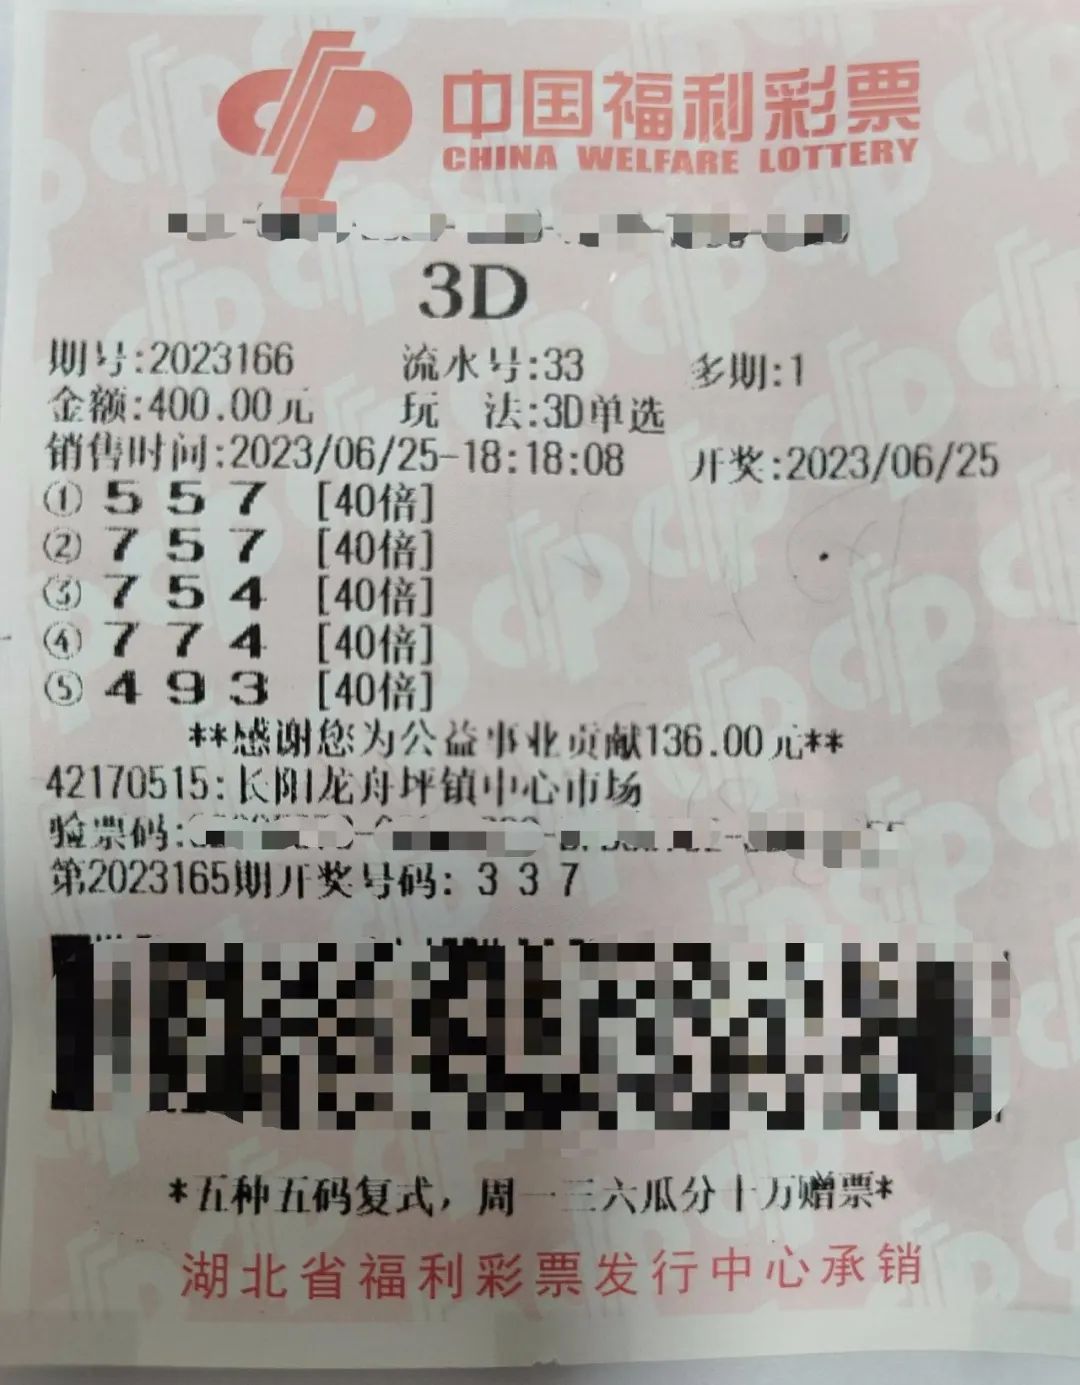 中国福利彩票
CHINA WELFARE LOTTERY
3D
期号:2023166 流水号:33 多期:1
金额:400.00元 玩 法:3D单选
销售时间:2023/06/25-18:18:08 开奖:2023/06/25
① 5 5 7 [40倍]
② 7 5 7 [40倍]
③ 7 5 4 [40倍]
④ 7 7 4 [40倍]
⑤ 4 9 3 [40倍]
**感谢您为公益事业贡献136.00元**
42170515:长阳龙舟坪镇中心市场
验票码:
第2023165期开奖号码: 3 3 7
*五种五码复式，周一三六瓜分十万赠票*
湖北省福利彩票发行中心承销